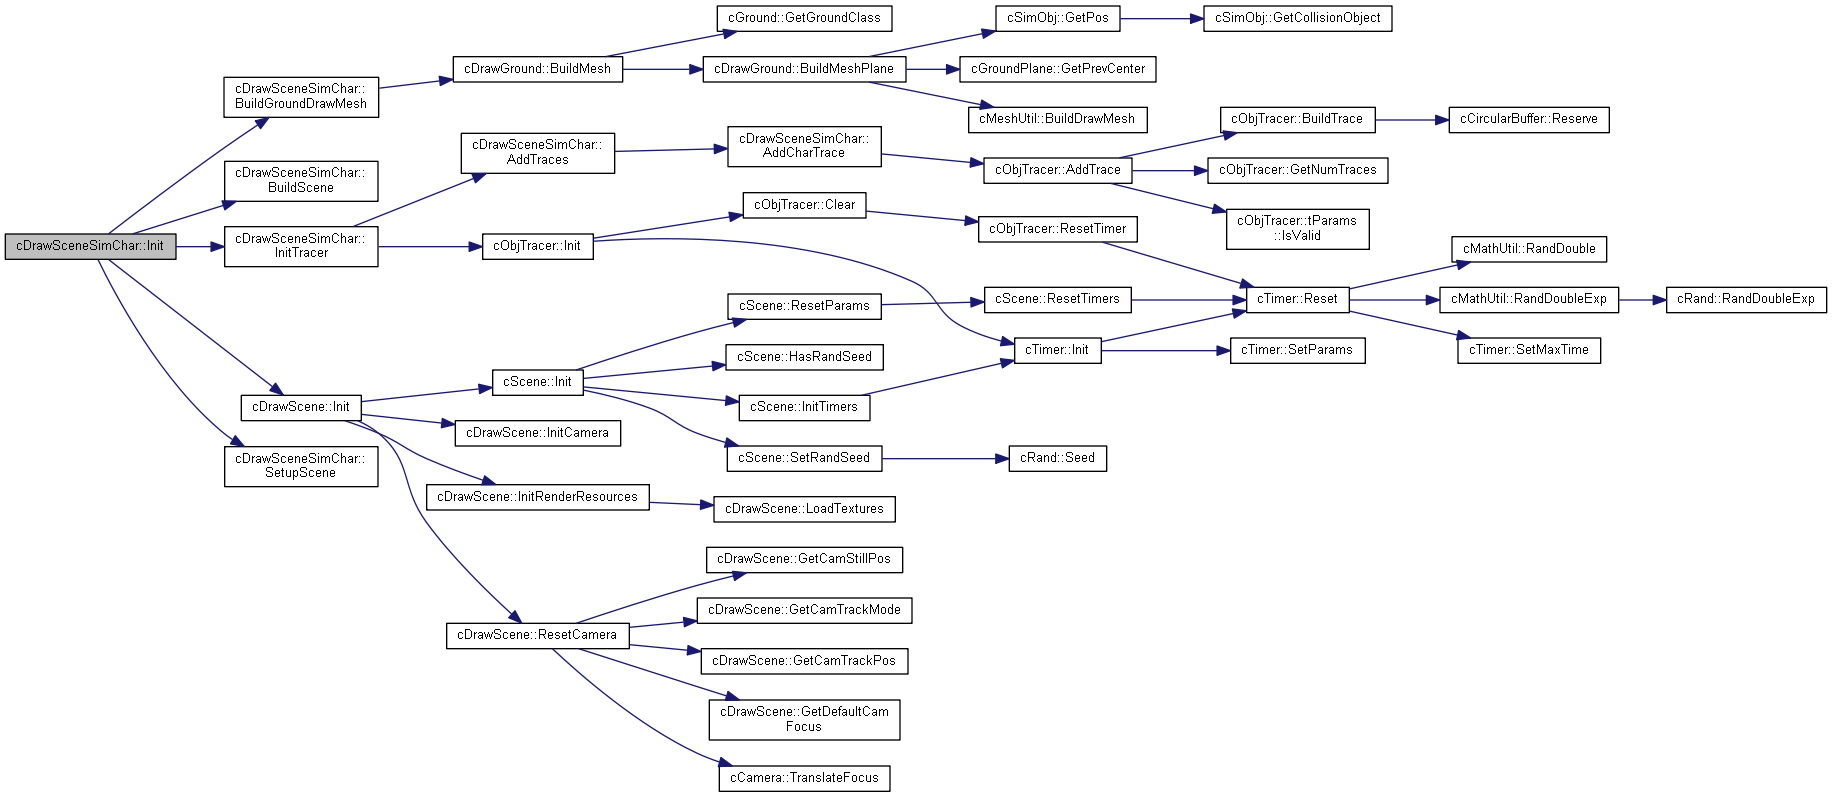 cDrawSceneSimChar::Init
cDrawSceneSimChar::
BuildGroundDrawMesh
cDrawSceneSimChar::
BuildScene
cDrawSceneSimChar::
InitTracer
cDrawScene::Init
cDrawSceneSimChar::
SetupScene
cDrawGround::BuildMesh
cDrawSceneSimChar::
AddTraces
cObjTracer::Init
cScene::Init
cDrawScene::InitCamera
cDrawScene::InitRenderResources
cDrawScene::ResetCamera
cGround::GetGroundClass
cDrawGround::BuildMeshPlane
cDrawSceneSimChar::
AddCharTrace
cObjTracer::Clear
cScene::ResetParams
cScene::HasRandSeed
cScene::InitTimers
cScene::SetRandSeed
cDrawScene::LoadTextures
cDrawScene::GetCamStillPos
cDrawScene::GetCamTrackMode
cDrawScene::GetCamTrackPos
cDrawScene::GetDefaultCam
Focus
cCamera::TranslateFocus
cSimObj::GetPos
cGroundPlane::GetPrevCenter
cMeshUtil::BuildDrawMesh
cObjTracer::AddTrace
cObjTracer::ResetTimer
cScene::ResetTimers
cTimer::Init
cRand::Seed
cSimObj::GetCollisionObject
cObjTracer::BuildTrace
cObjTracer::GetNumTraces
cObjTracer::tParams
::IsValid
cTimer::Reset
cTimer::SetParams
cCircularBuffer::Reserve
cMathUtil::RandDouble
cMathUtil::RandDoubleExp
cTimer::SetMaxTime
cRand::RandDoubleExp